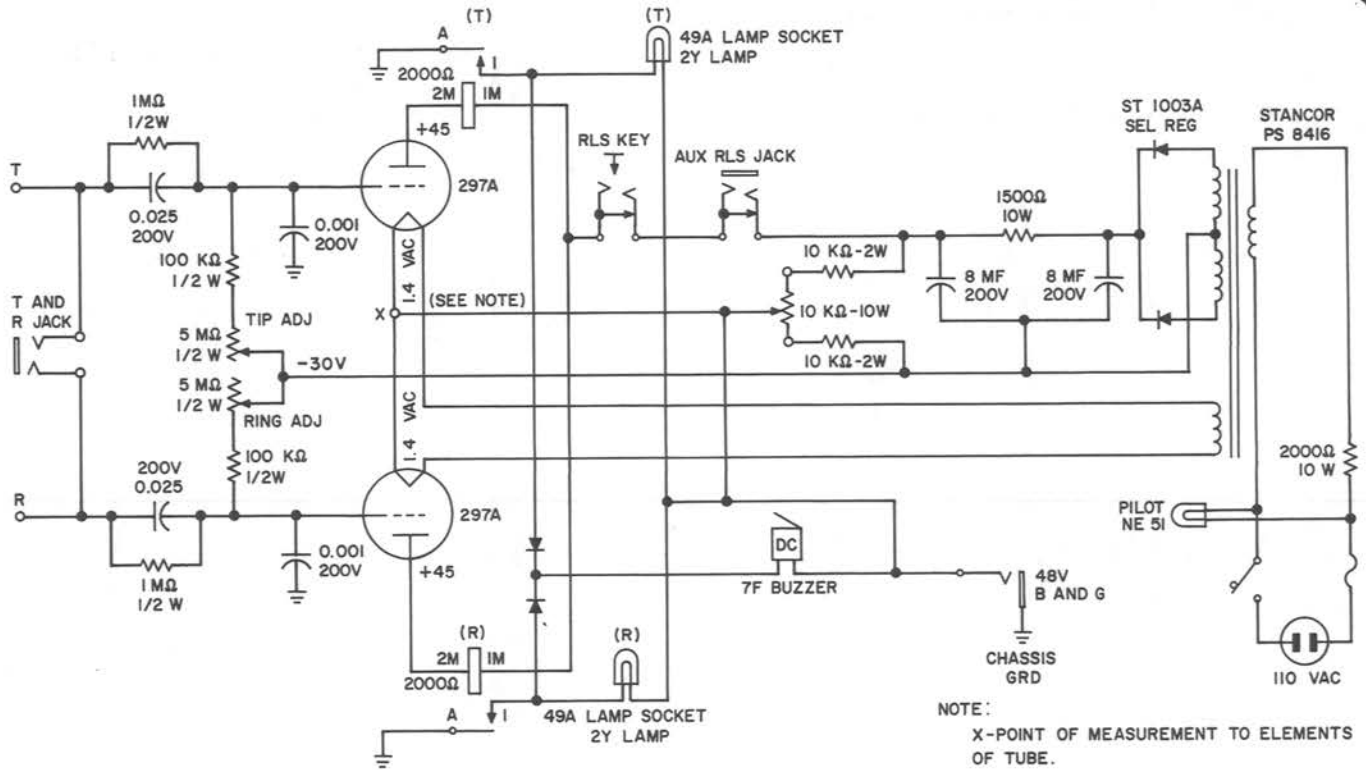 (T)
A
I
2000Ω
2M
1M
+45
297A
(T)
49A LAMP SOCKET
2Y LAMP
1MΩ
1/2W
T
0.025
200V
0.001
200V
100 KΩ
1/2 W
T AND
R JACK
TIP ADJ
5 MΩ
1/2 W
-30V
5 MΩ
1/2 W
RING ADJ
100 KΩ
1/2W
200V
0.025
R
1MΩ
1/2 W
0.001
200V
1.4 VAC
X
(SEE NOTE)
1.4 VAC
297A
+45
(R)
2M
1M
2000Ω
A
I
(R)
49A LAMP SOCKET
2Y LAMP
RLS KEY
AUX RLS JACK
10 KΩ-2W
10 KΩ-10W
10 KΩ-2W
1500Ω
10W
8 MF
200V
8 MF
200V
ST 1003A
SEL REG
STANCOR
PS 8416
2000Ω
10 W
PILOT
NE 51
DC
7F BUZZER
48V
B AND G
CHASSIS
GRD
110 VAC
NOTE:
X-POINT OF MEASUREMENT TO ELEMENTS
OF TUBE.